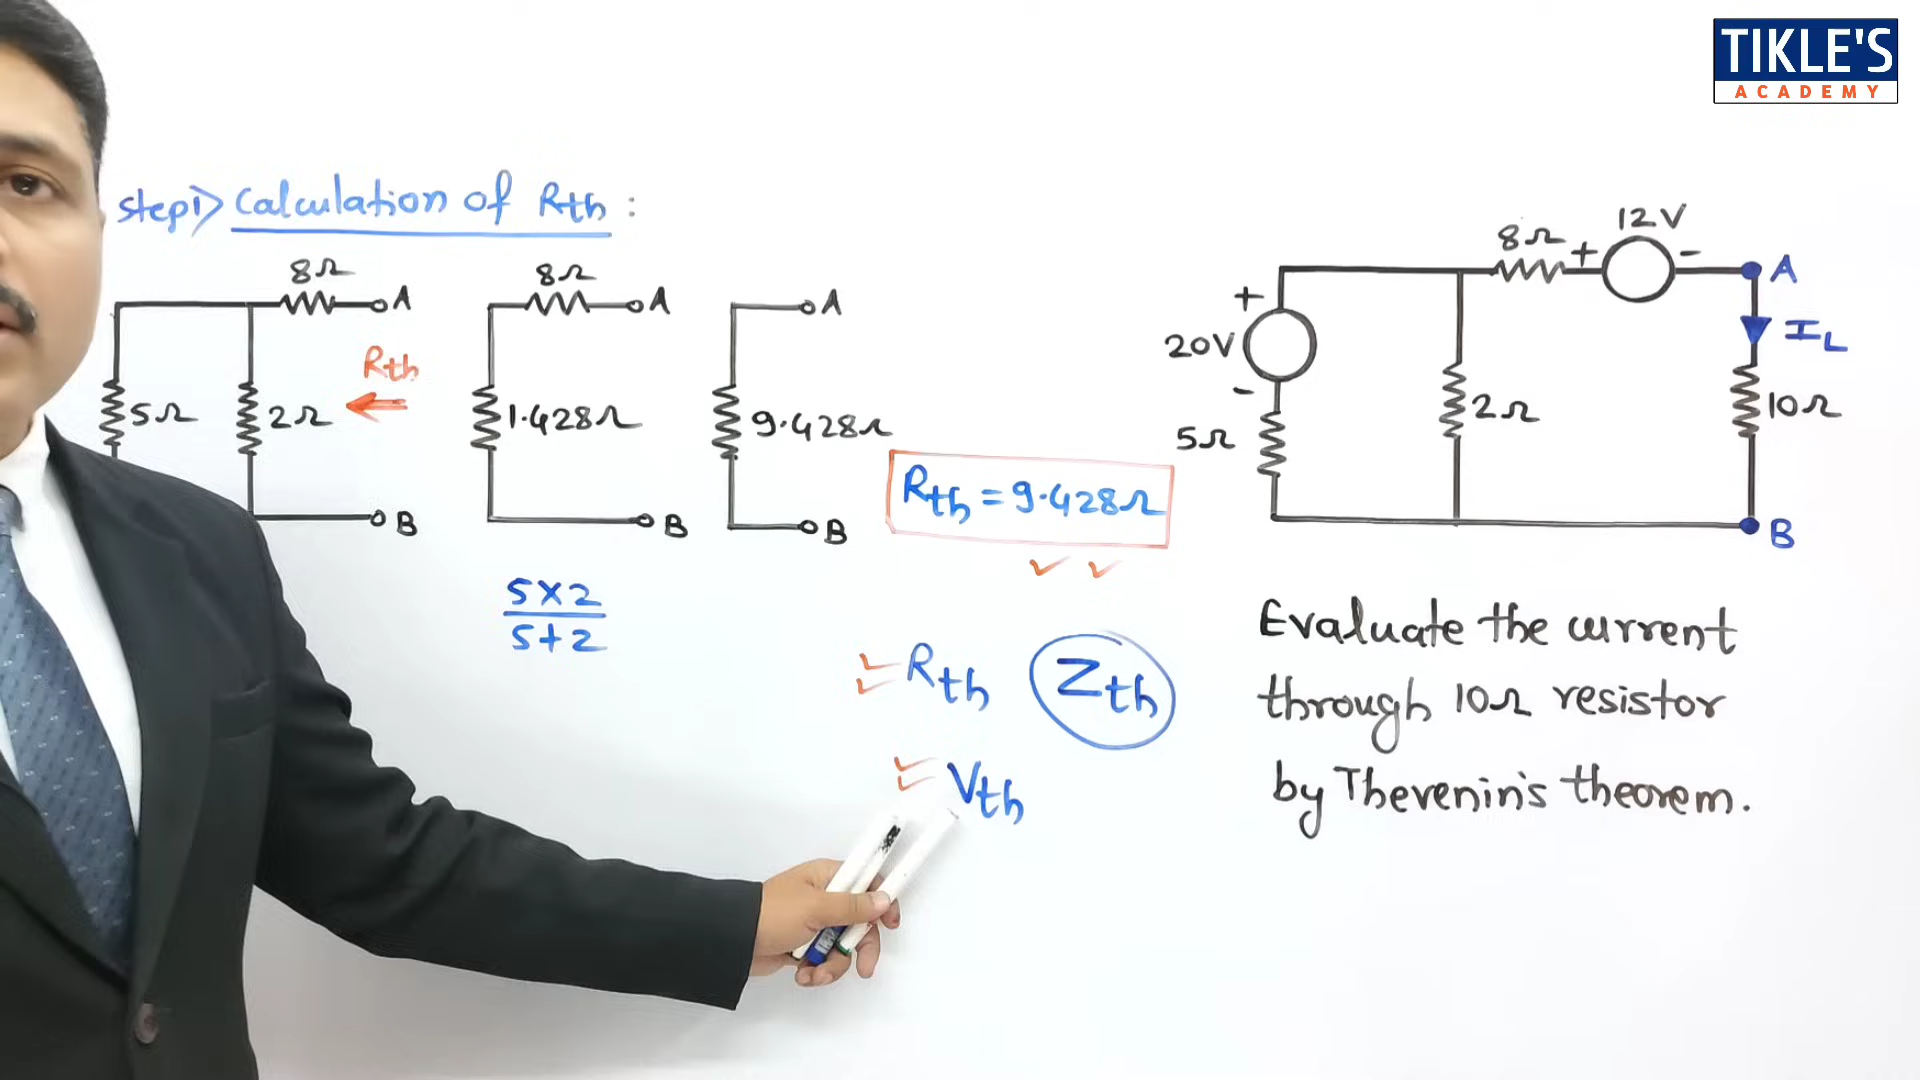 TIKLE'S
ACADEMY
step1> Calculation of Rth :
8Ω
A
5Ω
2Ω
Rth
B
8Ω
A
1.428Ω
B
5×2
5+2
A
9.428Ω
B
Rth = 9.428Ω
Rth
Zth
Vth
20V
+
-
5Ω
2Ω
8Ω
+
12V
-
A
IL
10Ω
B
Evaluate the current
through 10Ω resistor
by Thevenin's theorem.